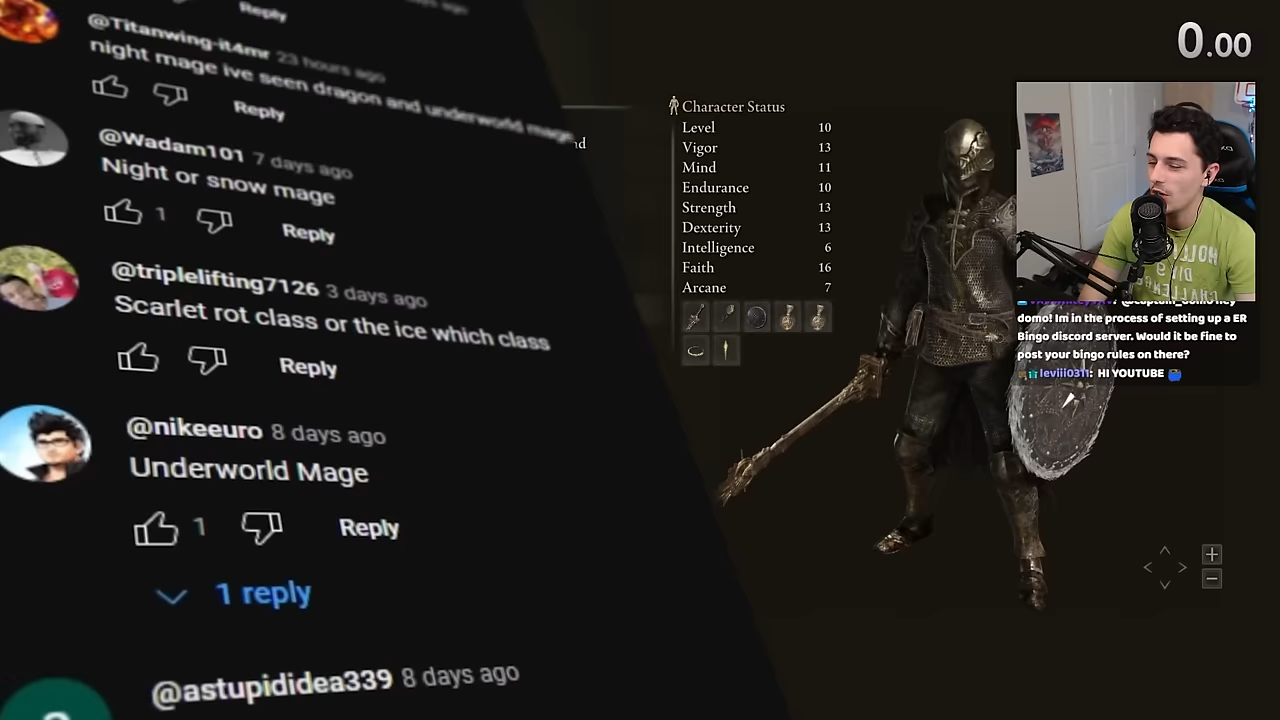 Reply
@Titanwing-it4mr 23 hours ago
night mage ive seen dragon and underworld mage
Reply
@Wadam101 7 days ago
Night or snow mage
1 Reply
@triplelifting7126 3 days ago
Scarlet rot class or the ice which class
Reply
@nikeeuro 8 days ago
Underworld Mage
1 Reply
1 reply
@astupididea339 8 days ago
0.00
Character Status
Level 10
Vigor 13
Mind 11
Endurance 10
Strength 13
Dexterity 13
Intelligence 6
Faith 16
Arcane 7
domo! Im in the process of setting up a ER
Bingo discord server. Would it be fine to
post your bingo rules on there?
leviii0311: HI YOUTUBE